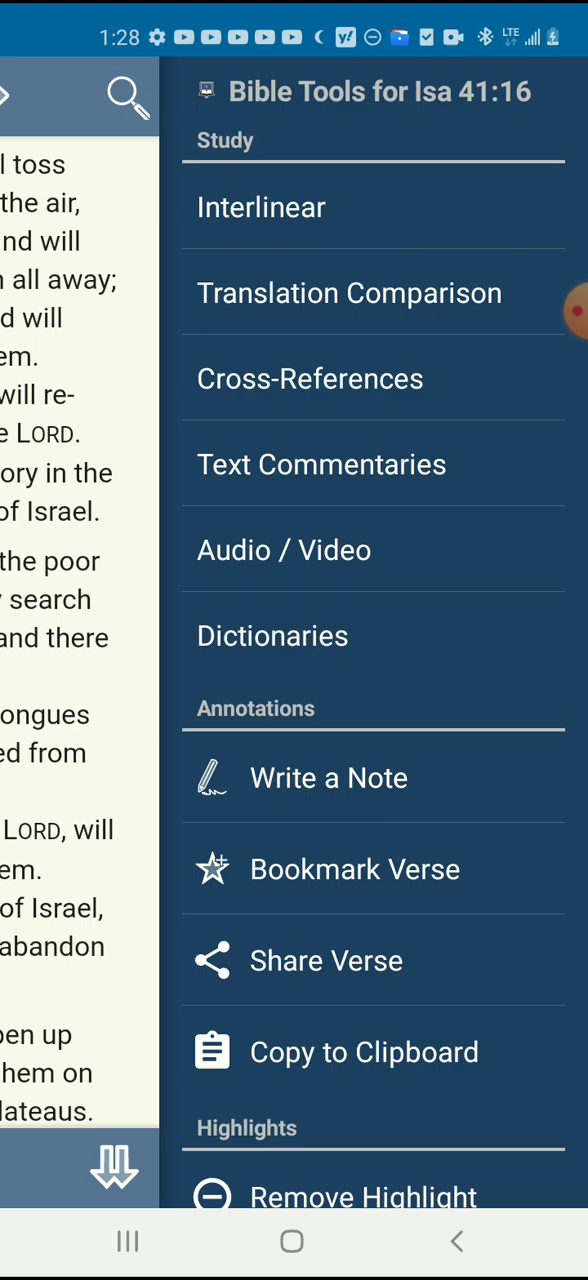 1:28
y!
LTE
Bible Tools for Isa 41:16
Study
Interlinear
Translation Comparison
Cross-References
Text Commentaries
Audio / Video
Dictionaries
Annotations
Write a Note
Bookmark Verse
Share Verse
Copy to Clipboard
Highlights
Remove Highlight
l toss
the air,
nd will
all away;
d will
em.
will re-
e LORD.
ory in the
of Israel.
the poor
search
and there
ongues
ed from
LORD, will
em.
of Israel,
abandon
pen up
hem on
lateaus.